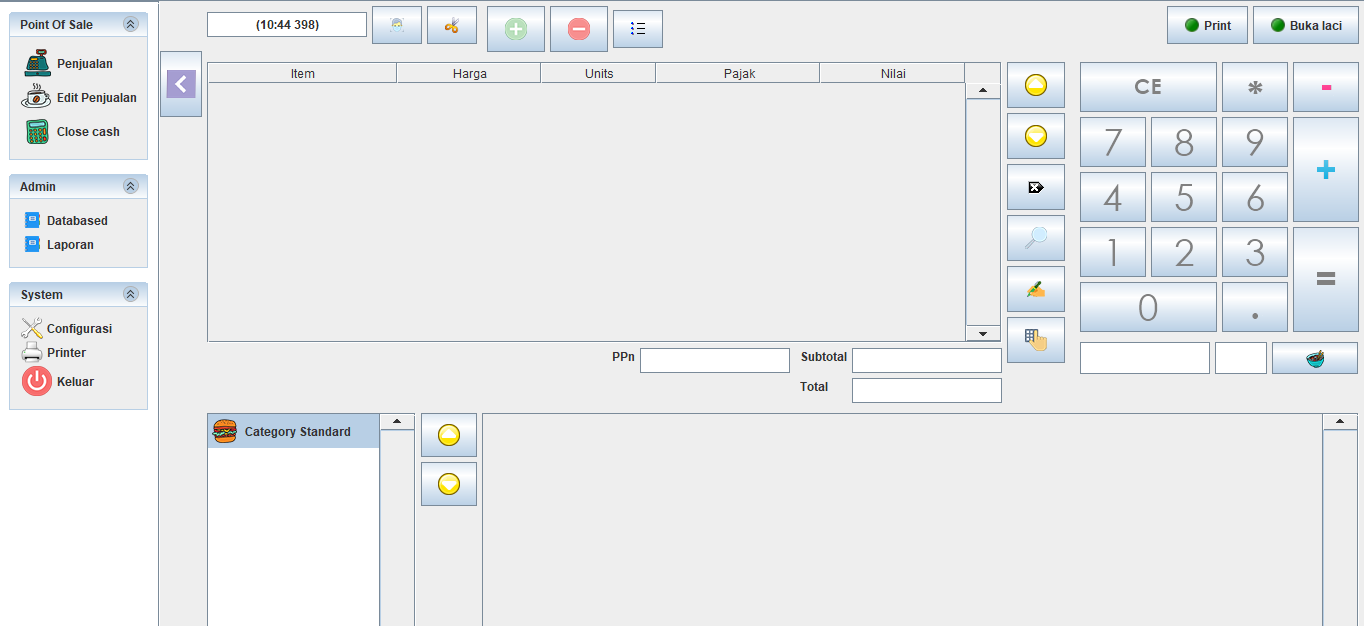 Point Of Sale
Penjualan
Edit Penjualan
Close cash
Admin
Databased
Laporan
System
Configurasi
Printer
Keluar
(10:44 398)
Print
Buka laci
Item Harga Units Pajak Nilai
CE * -
7 8 9 +
4 5 6
1 2 3 =
0 .
PPn Subtotal
Total
Category Standard